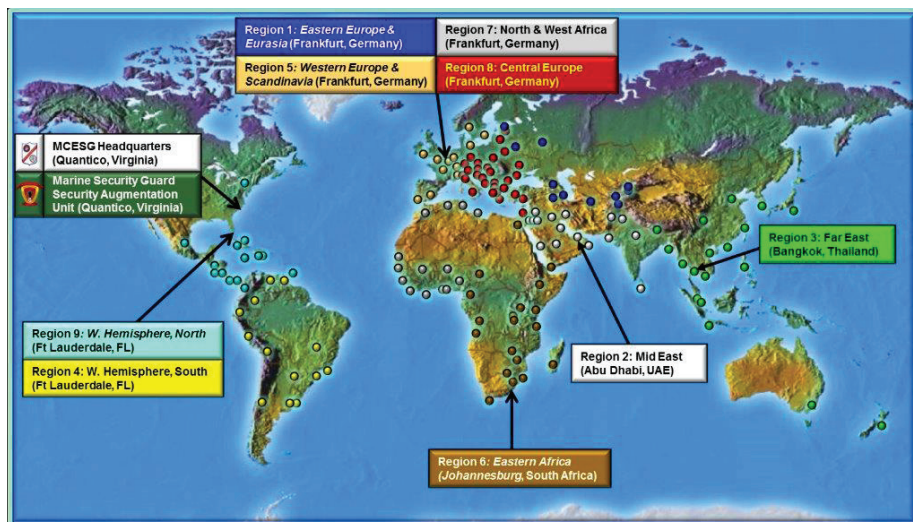 Region 1: Eastern Europe &
Eurasia (Frankfurt, Germany)
Region 7: North & West Africa
(Frankfurt, Germany)
Region 5: Western Europe &
Scandinavia (Frankfurt, Germany)
Region 8: Central Europe
(Frankfurt, Germany)
MCESG Headquarters
(Quantico, Virginia)
Marine Security Guard
Security Augmentation
Unit (Quantico, Virginia)
Region 3: Far East
(Bangkok, Thailand)
Region 9: W. Hemisphere, North
(Ft Lauderdale, FL)
Region 4: W. Hemisphere, South
(Ft Lauderdale, FL)
Region 2: Mid East
(Abu Dhabi, UAE)
Region 6: Eastern Africa
(Johannesburg, South Africa)